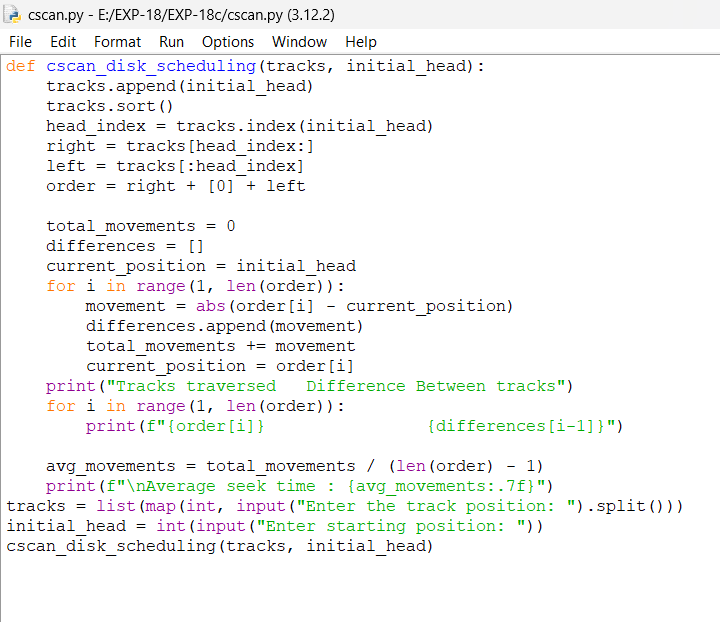 cscan.py - E:/EXP-18/EXP-18c/cscan.py (3.12.2)
File Edit Format Run Options Window Help
def cscan_disk_scheduling(tracks, initial_head):
    tracks.append(initial_head)
    tracks.sort()
    head_index = tracks.index(initial_head)
    right = tracks[head_index:]
    left = tracks[:head_index]
    order = right + [0] + left

    total_movements = 0
    differences = []
    current_position = initial_head
    for i in range(1, len(order)):
        movement = abs(order[i] - current_position)
        differences.append(movement)
        total_movements += movement
        current_position = order[i]
    print("Tracks traversed   Difference Between tracks")
    for i in range(1, len(order)):
        print(f"{order[i]}                {differences[i-1]}")

    avg_movements = total_movements / (len(order) - 1)
    print(f"\nAverage seek time : {avg_movements:.7f}")
tracks = list(map(int, input("Enter the track position: ").split()))
initial_head = int(input("Enter starting position: "))
cscan_disk_scheduling(tracks, initial_head)